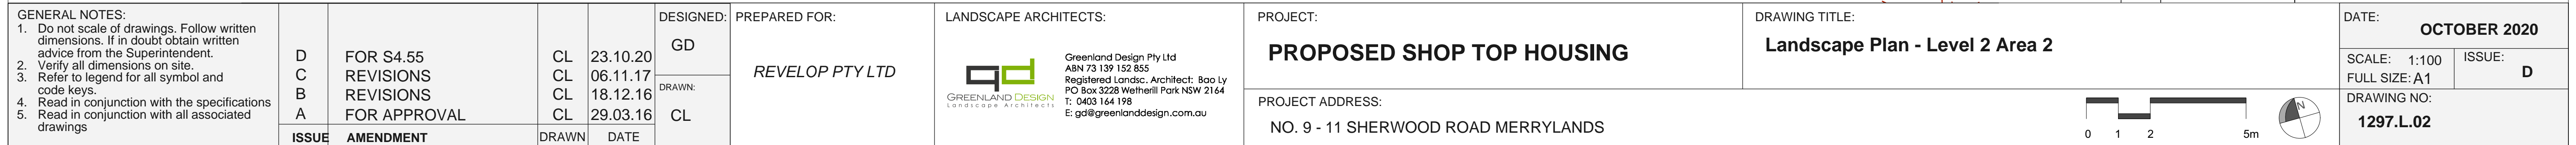 GENERAL NOTES:
1. Do not scale of drawings. Follow written
dimensions. If in doubt obtain written
advice from the Superintendent.
2. Verify all dimensions on site.
3. Refer to legend for all symbol and
code keys.
4. Read in conjunction with the specifications
5. Read in conjunction with all associated
drawings
D FOR S4.55 CL 23.10.20
C REVISIONS CL 06.11.17
B REVISIONS CL 18.12.16
A FOR APPROVAL CL 29.03.16
ISSUE AMENDMENT DRAWN DATE
DESIGNED:
GD
DRAWN:
CL
PREPARED FOR:
REVELOP PTY LTD
LANDSCAPE ARCHITECTS:
gd
GREENLAND DESIGN
Landscape Architects
Greenland Design Pty Ltd
ABN 73 139 152 855
Registered Landsc. Architect: Bao Ly
PO Box 3228 Wetherill Park NSW 2164
T: 0403 164 198
E: gd@greenlanddesign.com.au
PROJECT:
PROPOSED SHOP TOP HOUSING
PROJECT ADDRESS:
NO. 9 - 11 SHERWOOD ROAD MERRYLANDS
DRAWING TITLE:
Landscape Plan - Level 2 Area 2
0 1 2 5m
N
DATE:
OCTOBER 2020
SCALE: 1:100
FULL SIZE: A1
ISSUE:
D
DRAWING NO:
1297.L.02